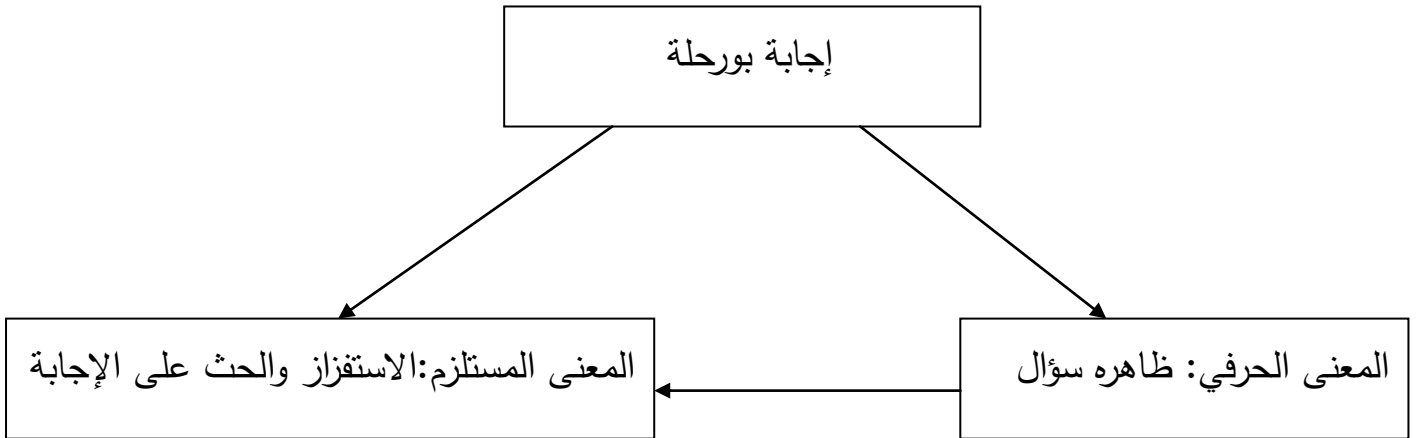 إجابة بورحلة
المعنى الحرفي: ظاهره سؤال
المعنى المستلزم:الاستفزاز والحث على الإجابة